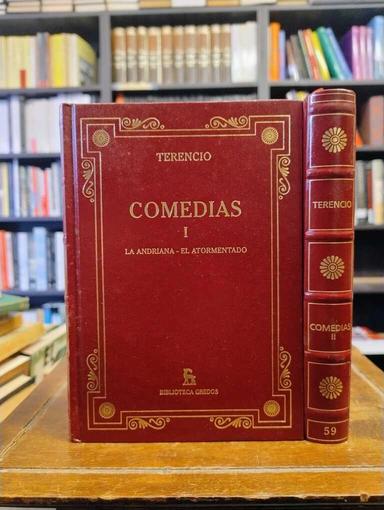 TERENCIO
COMEDIAS
I
LA ANDRIANA - EL ATORMENTADO
BIBLIOTECA GREDOS
TERENCIO
COMEDIAS
II
59